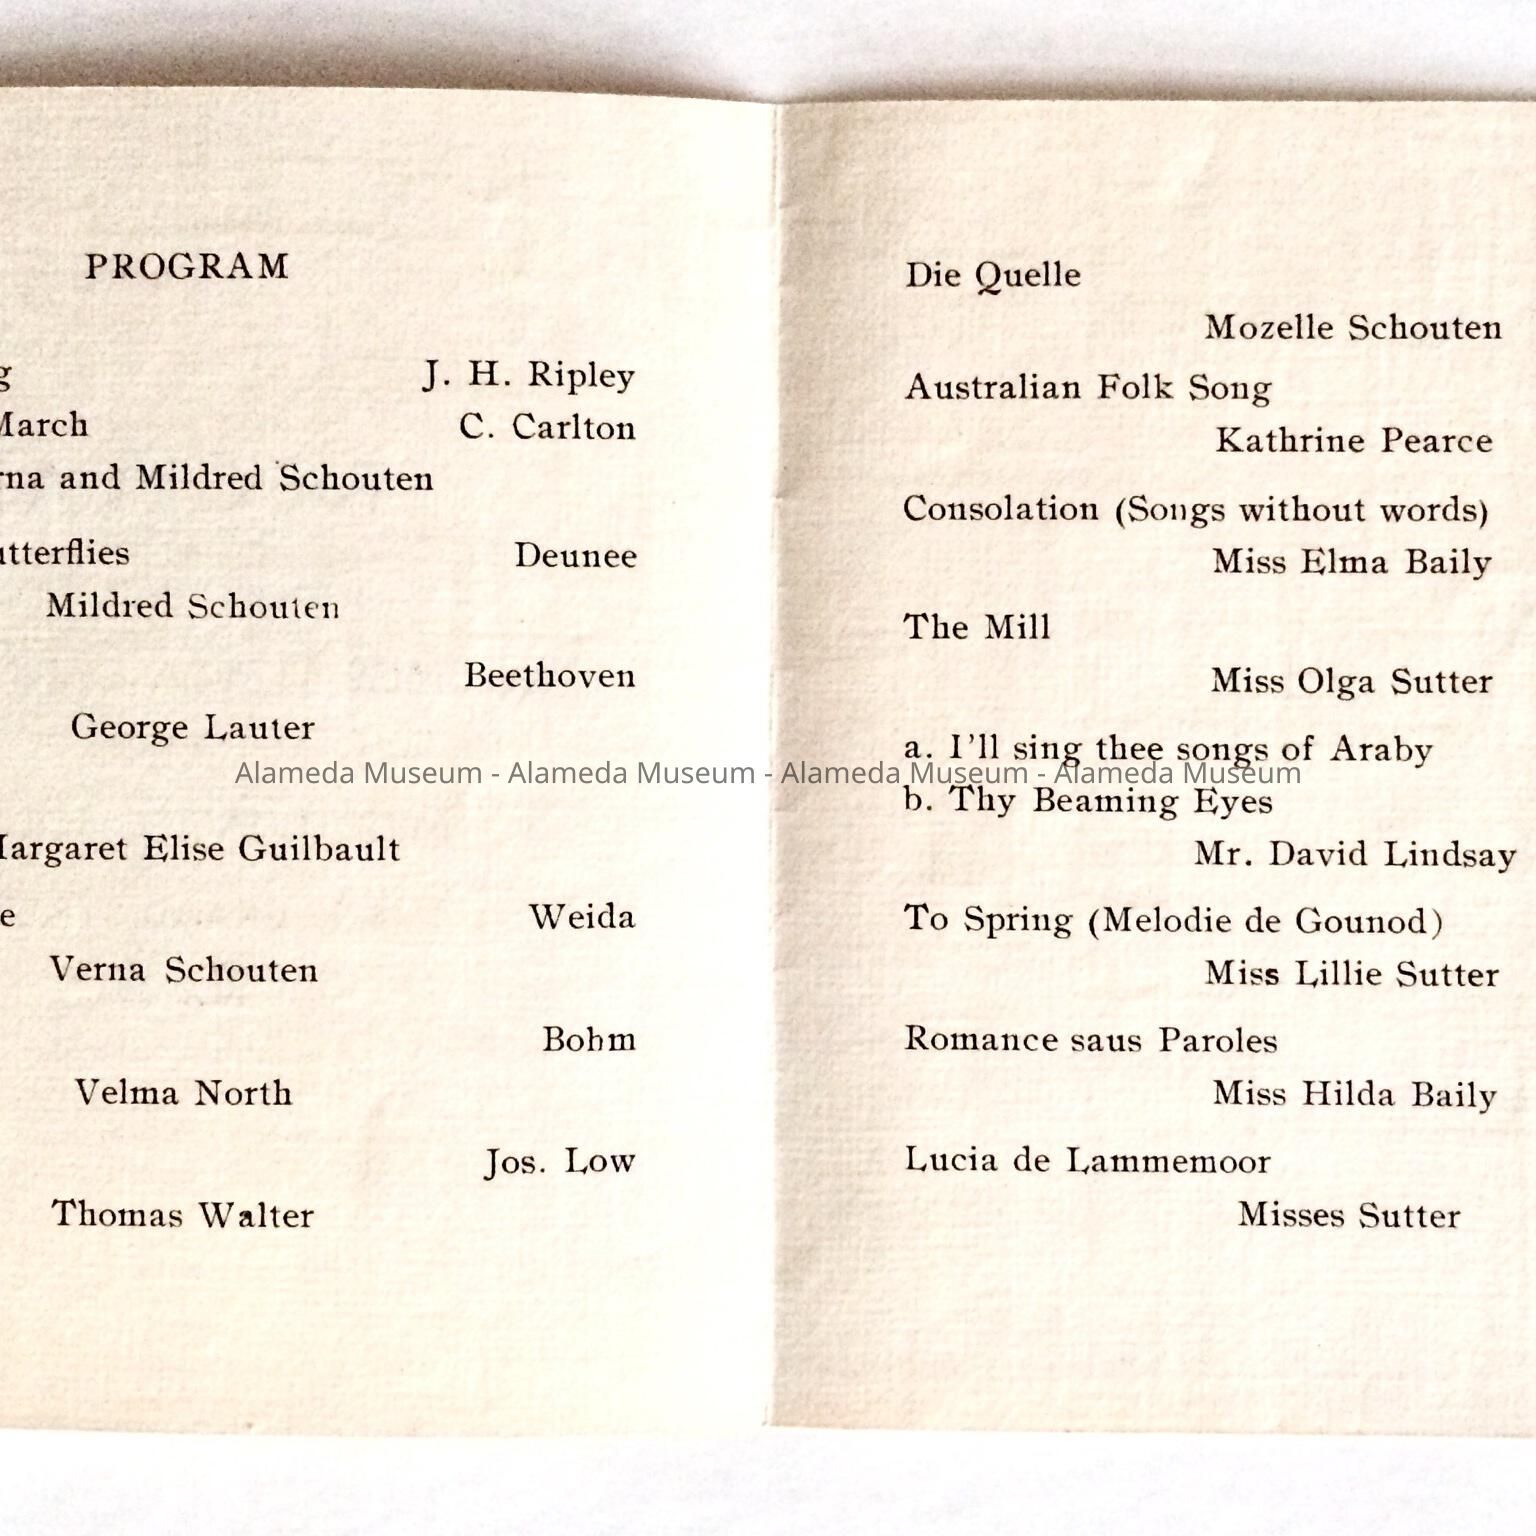 PROGRAM
J. H. Ripley
March C. Carlton
and Mildred Schouten
Deunee
Mildred Schouten
Beethoven
George Lauter
Margaret Elise Guilbault
Weida
Verna Schouten
Bohm
Velma North
Jos. Low
Thomas Walter
Die Quelle
Mozelle Schouten
Australian Folk Song
Kathrine Pearce
Consolation (Songs without words)
Miss Elma Baily
The Mill
Miss Olga Sutter
a. I'll sing thee songs of Araby
b. Thy Beaming Eyes
Mr. David Lindsay
To Spring (Melodie de Gounod)
Miss Lillie Sutter
Romance saus Paroles
Miss Hilda Baily
Lucia de Lammemoor
Misses Sutter
Alameda Museum - Alameda Museum - Alameda Museum - Alameda Museum